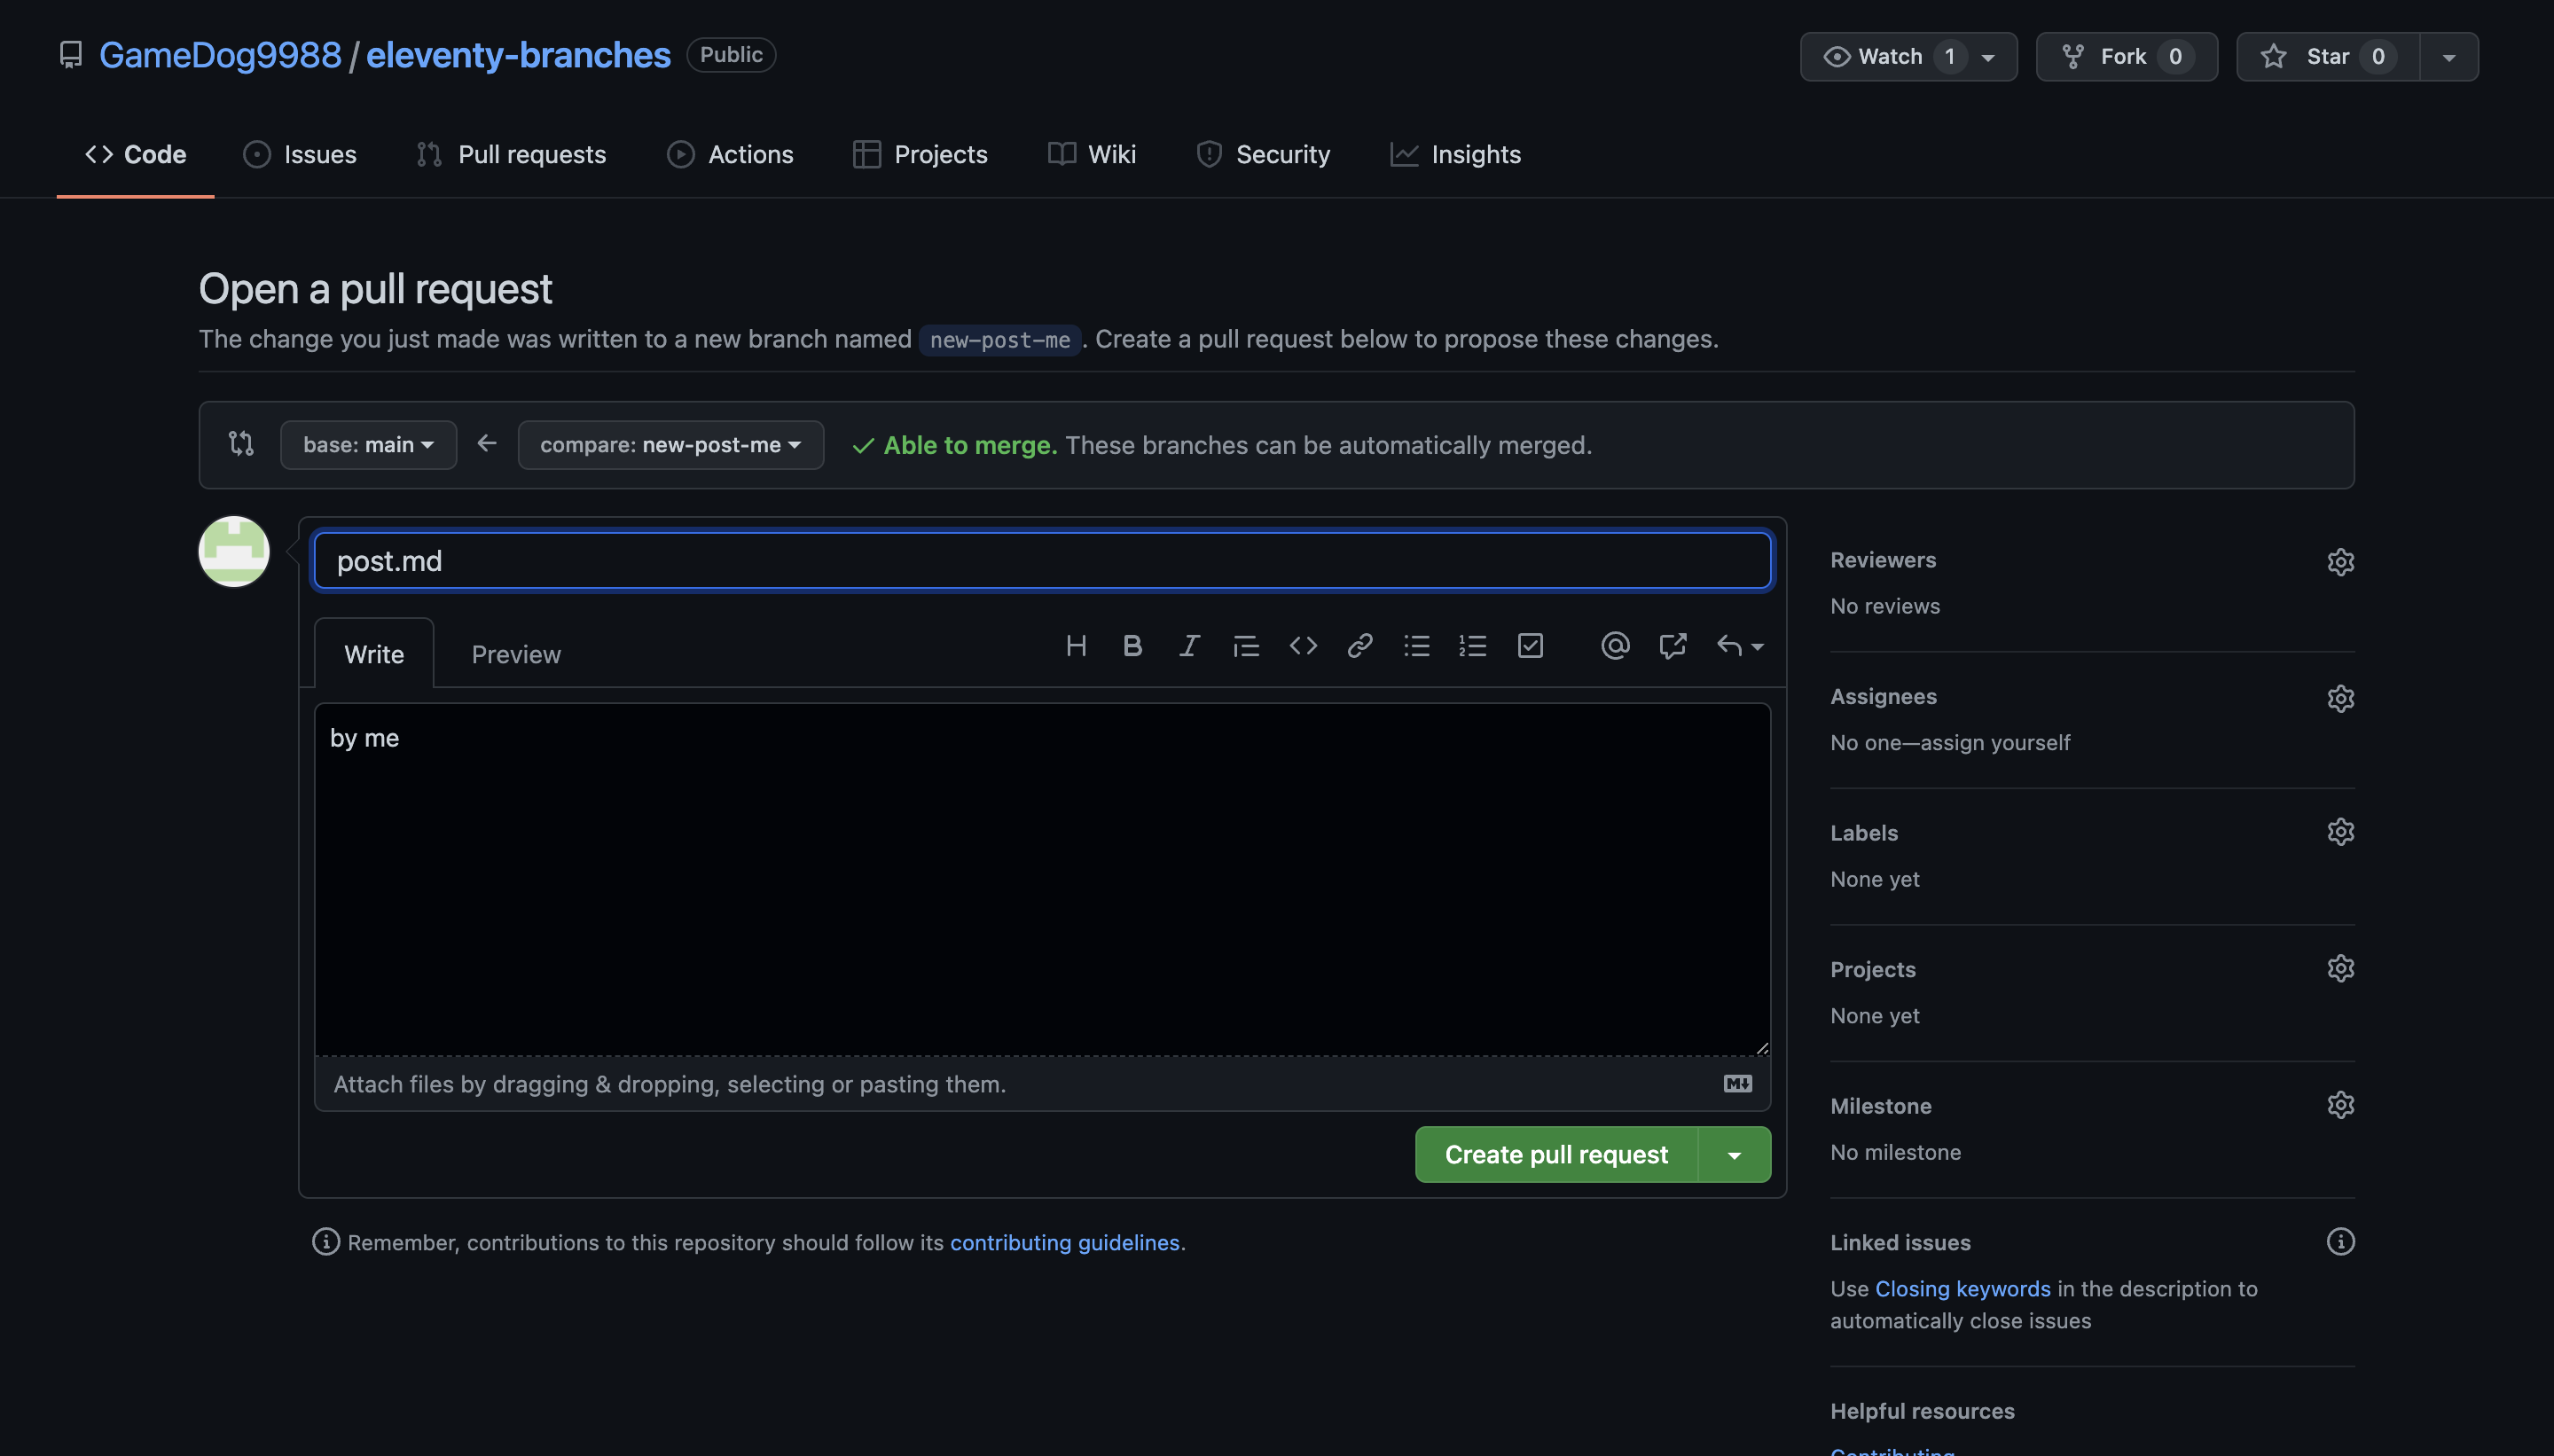 GameDog9988 / eleventy-branches Public
Watch 1 Fork 0 Star 0
Code Issues Pull requests Actions Projects Wiki Security Insights
Open a pull request
The change you just made was written to a new branch named new-post-me. Create a pull request below to propose these changes.
base: main compare: new-post-me Able to merge. These branches can be automatically merged.
post.md
Write Preview
by me
Attach files by dragging & dropping, selecting or pasting them.
Create pull request
Remember, contributions to this repository should follow its contributing guidelines.
Reviewers
No reviews
Assignees
No one—assign yourself
Labels
None yet
Projects
None yet
Milestone
No milestone
Linked issues
Use Closing keywords in the description to
automatically close issues
Helpful resources
Contributing